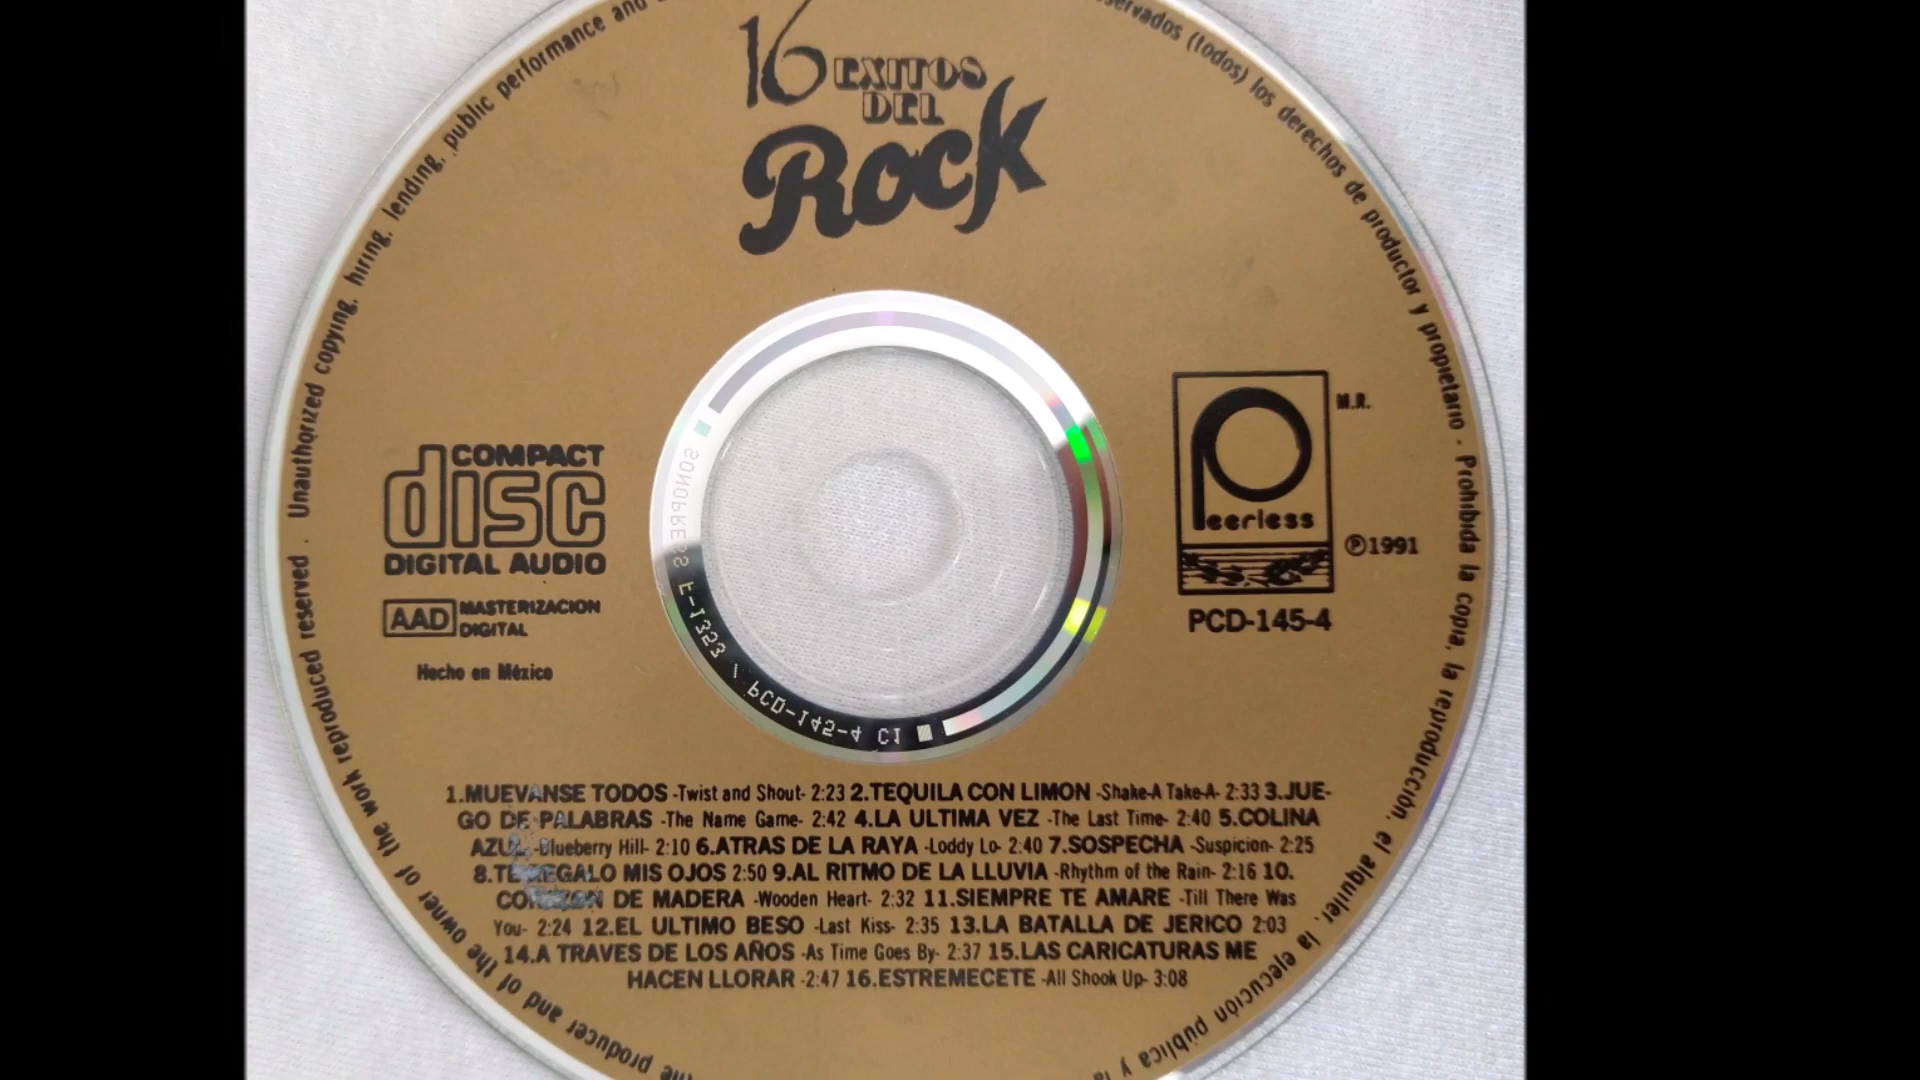 16 EXITOS
DEL
Rock
Unauthorized copying, hiring, lending, public performance and
servados (todos) los derechos de productor y propietario - Prohibida la copia, la reproducción, el alquiler, la ejecución pública y la
the producer and of the owner of the work reproduced reserved .
COMPACT
disc
DIGITAL AUDIO
AAD MASTERIZACION
DIGITAL
Hecho en México
Peerless
M.R.
℗1991
PCD-145-4
SONOPRESS F-1353 / PCD-145-4 C1
1.MUEVANSE TODOS -Twist and Shout- 2:23 2.TEQUILA CON LIMON -Shake-A Take-A- 2:33 3.JUE-
GO DE PALABRAS -The Name Game- 2:42 4.LA ULTIMA VEZ -The Last Time- 2:40 5.COLINA
AZUL -Blueberry Hill- 2:10 6.ATRAS DE LA RAYA -Loddy Lo- 2:40 7.SOSPECHA -Suspicion- 2:25
8.TE REGALO MIS OJOS 2:50 9.AL RITMO DE LA LLUVIA -Rhythm of the Rain- 2:16 10.
CORAZON DE MADERA -Wooden Heart- 2:32 11.SIEMPRE TE AMARE -Till There Was
You- 2:24 12.EL ULTIMO BESO -Last Kiss- 2:35 13.LA BATALLA DE JERICO 2:03
14.A TRAVES DE LOS AÑOS -As Time Goes By- 2:37 15.LAS CARICATURAS ME
HACEN LLORAR -2:47 16.ESTREMECETE -All Shook Up- 3:08